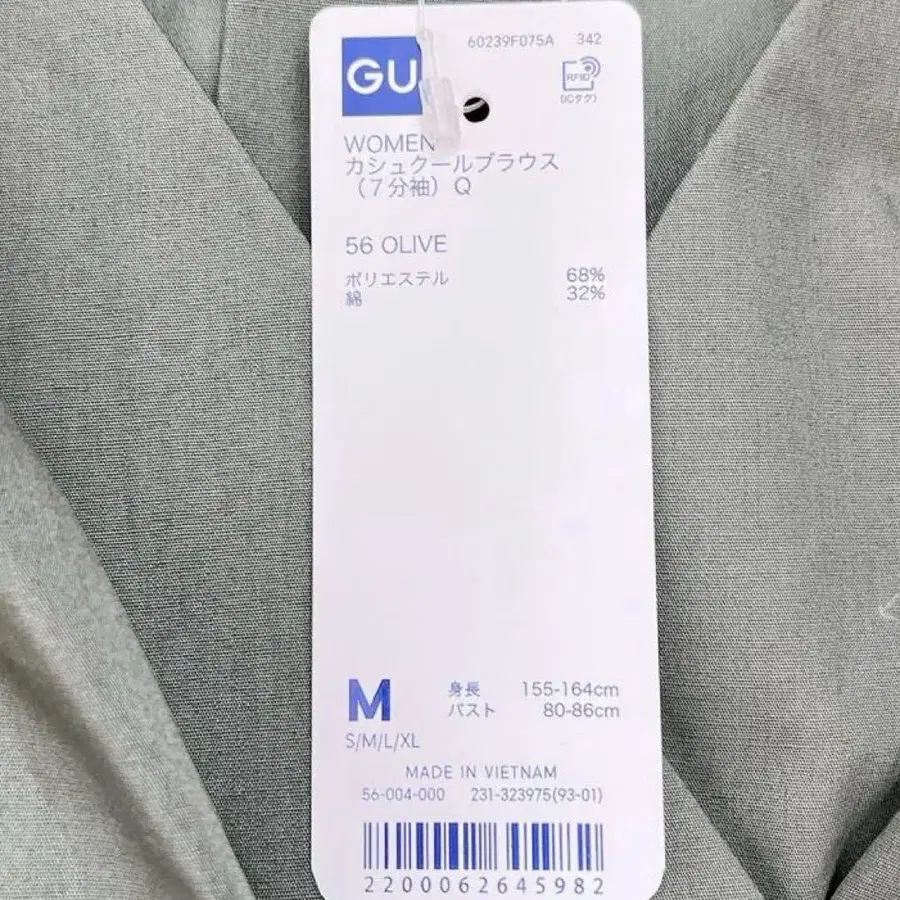 60239F075A 342
GU
RFID
(ICタグ)
WOMEN
カシュクールブラウス
(7分袖) Q
56 OLIVE
ポリエステル 68%
綿 32%
M 身長 155-164cm
バスト 80-86cm
S/M/L/XL
MADE IN VIETNAM
56-004-000 231-323975(93-01)
2200062645982